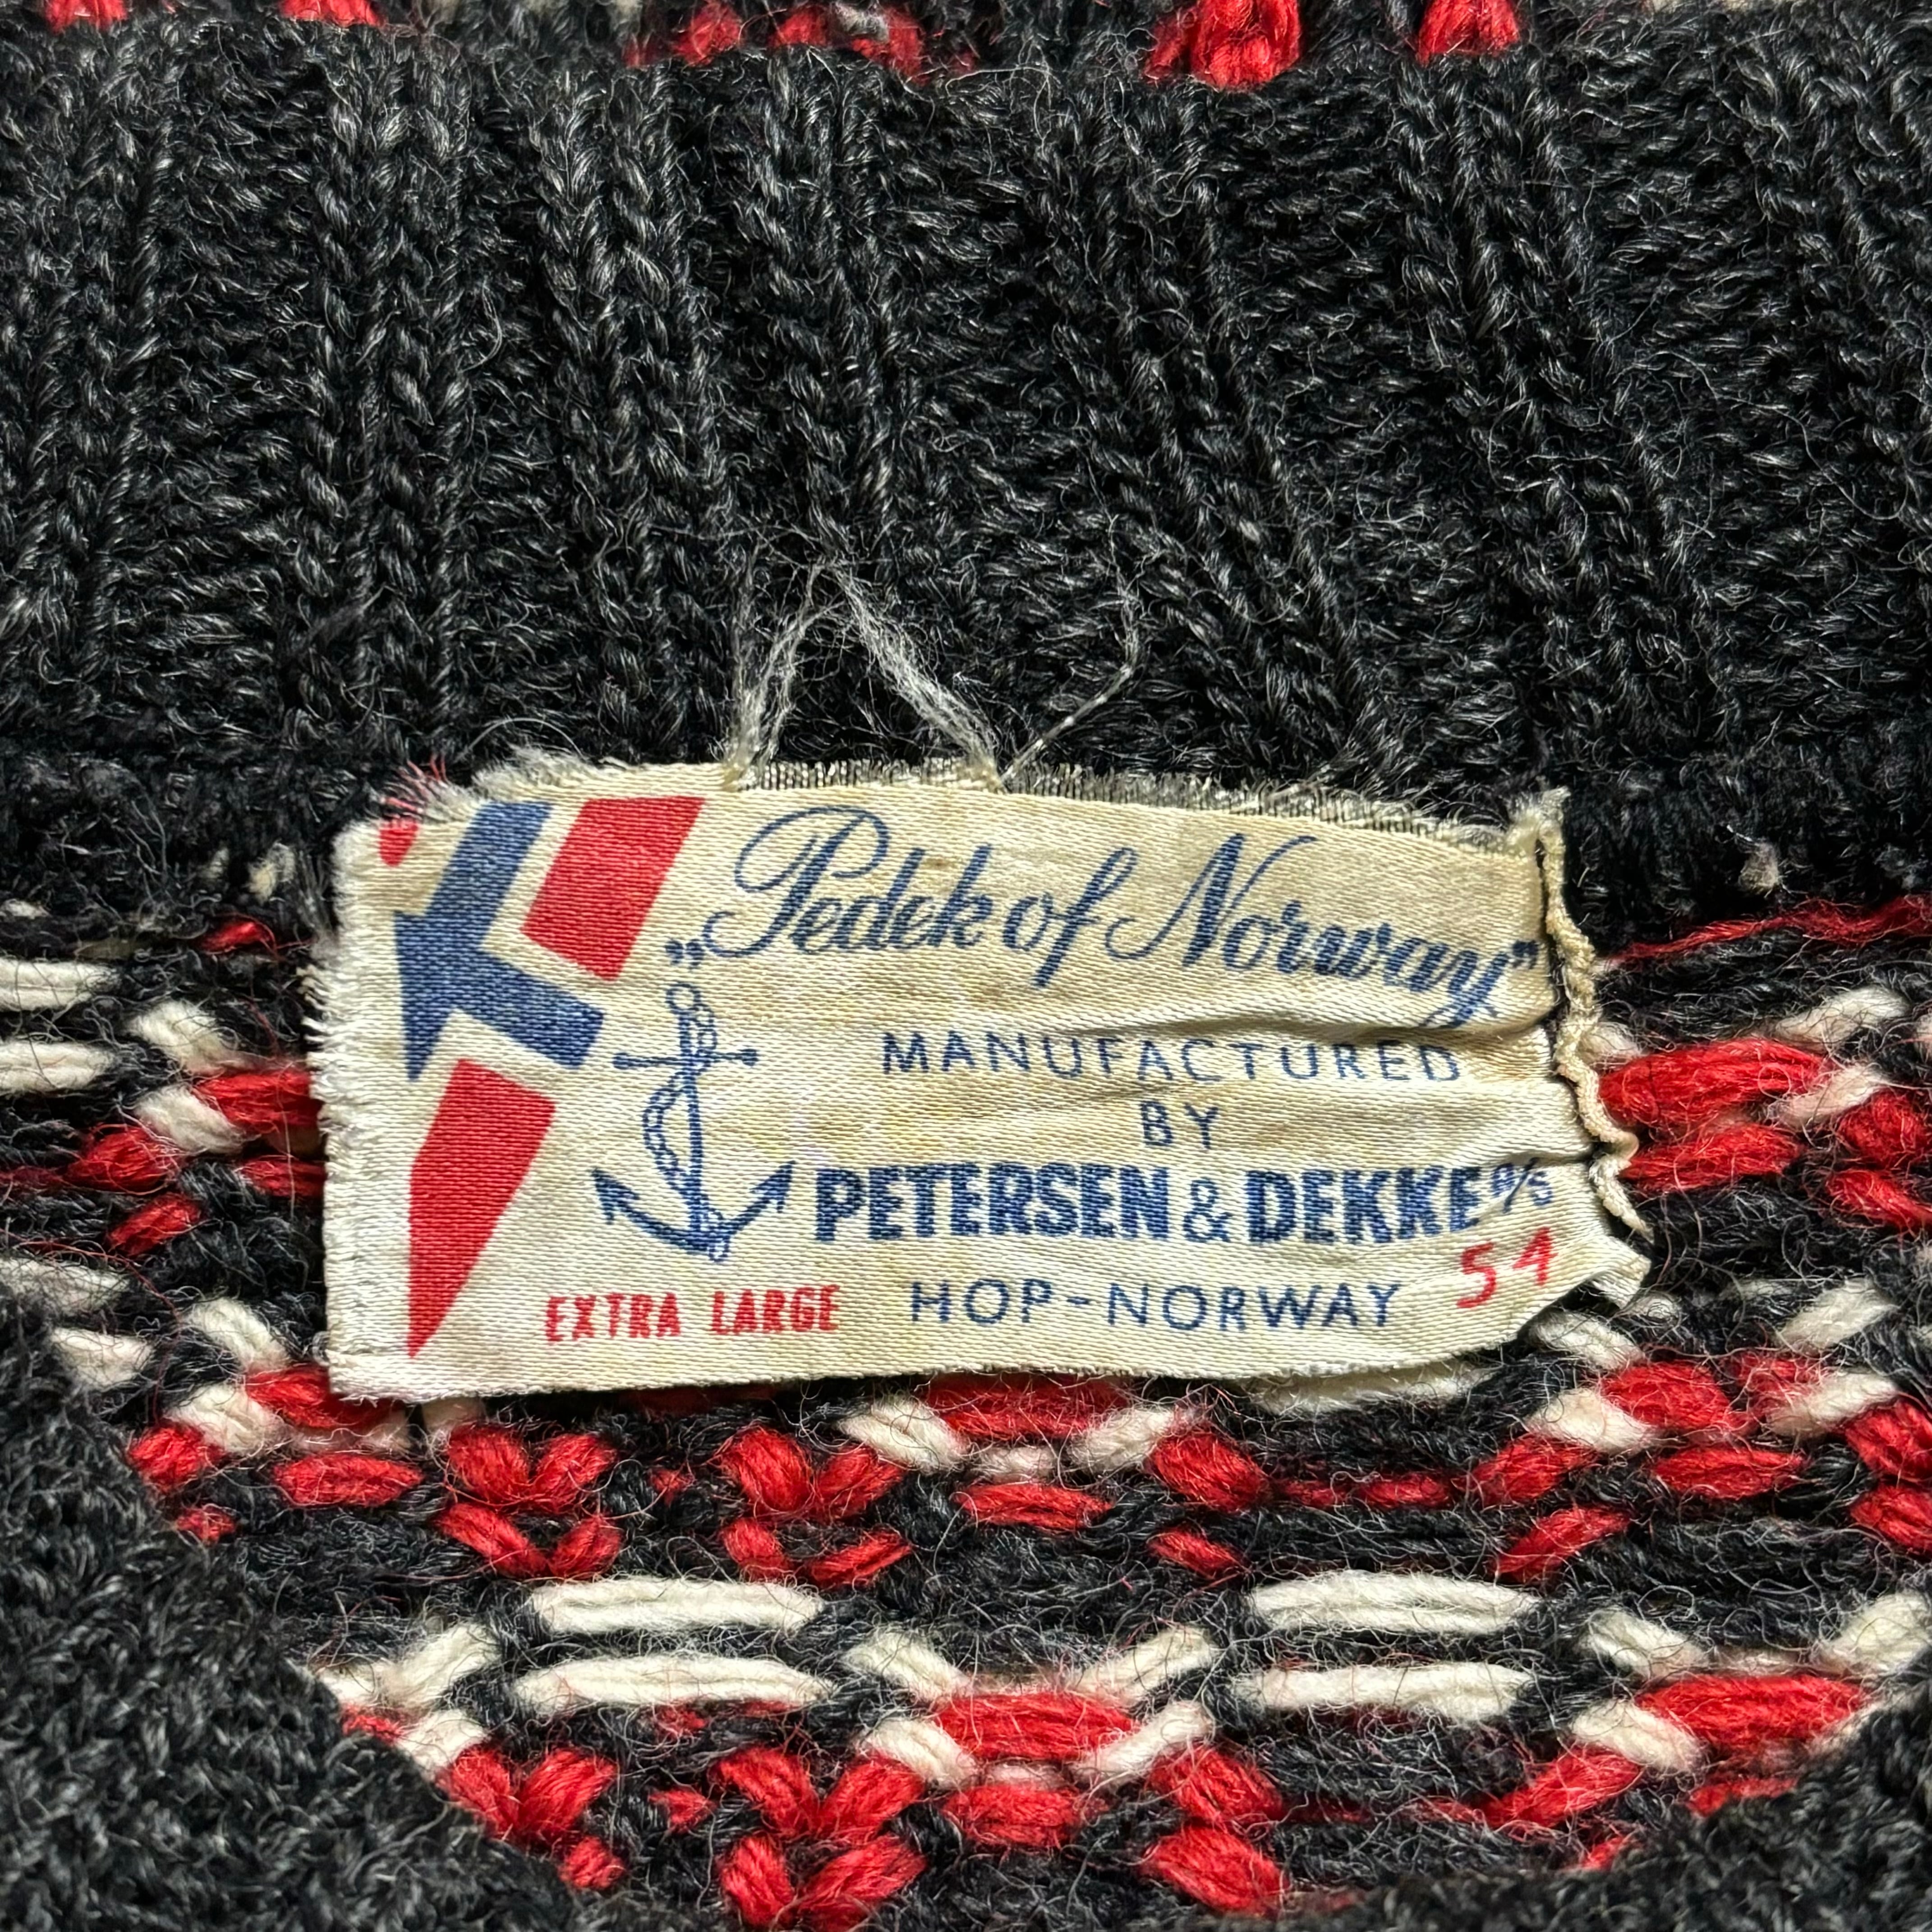 „Pedek of Norway"
MANUFACTURED
BY
PETERSEN & DEKKE A/S
EXTRA LARGE HOP-NORWAY 54